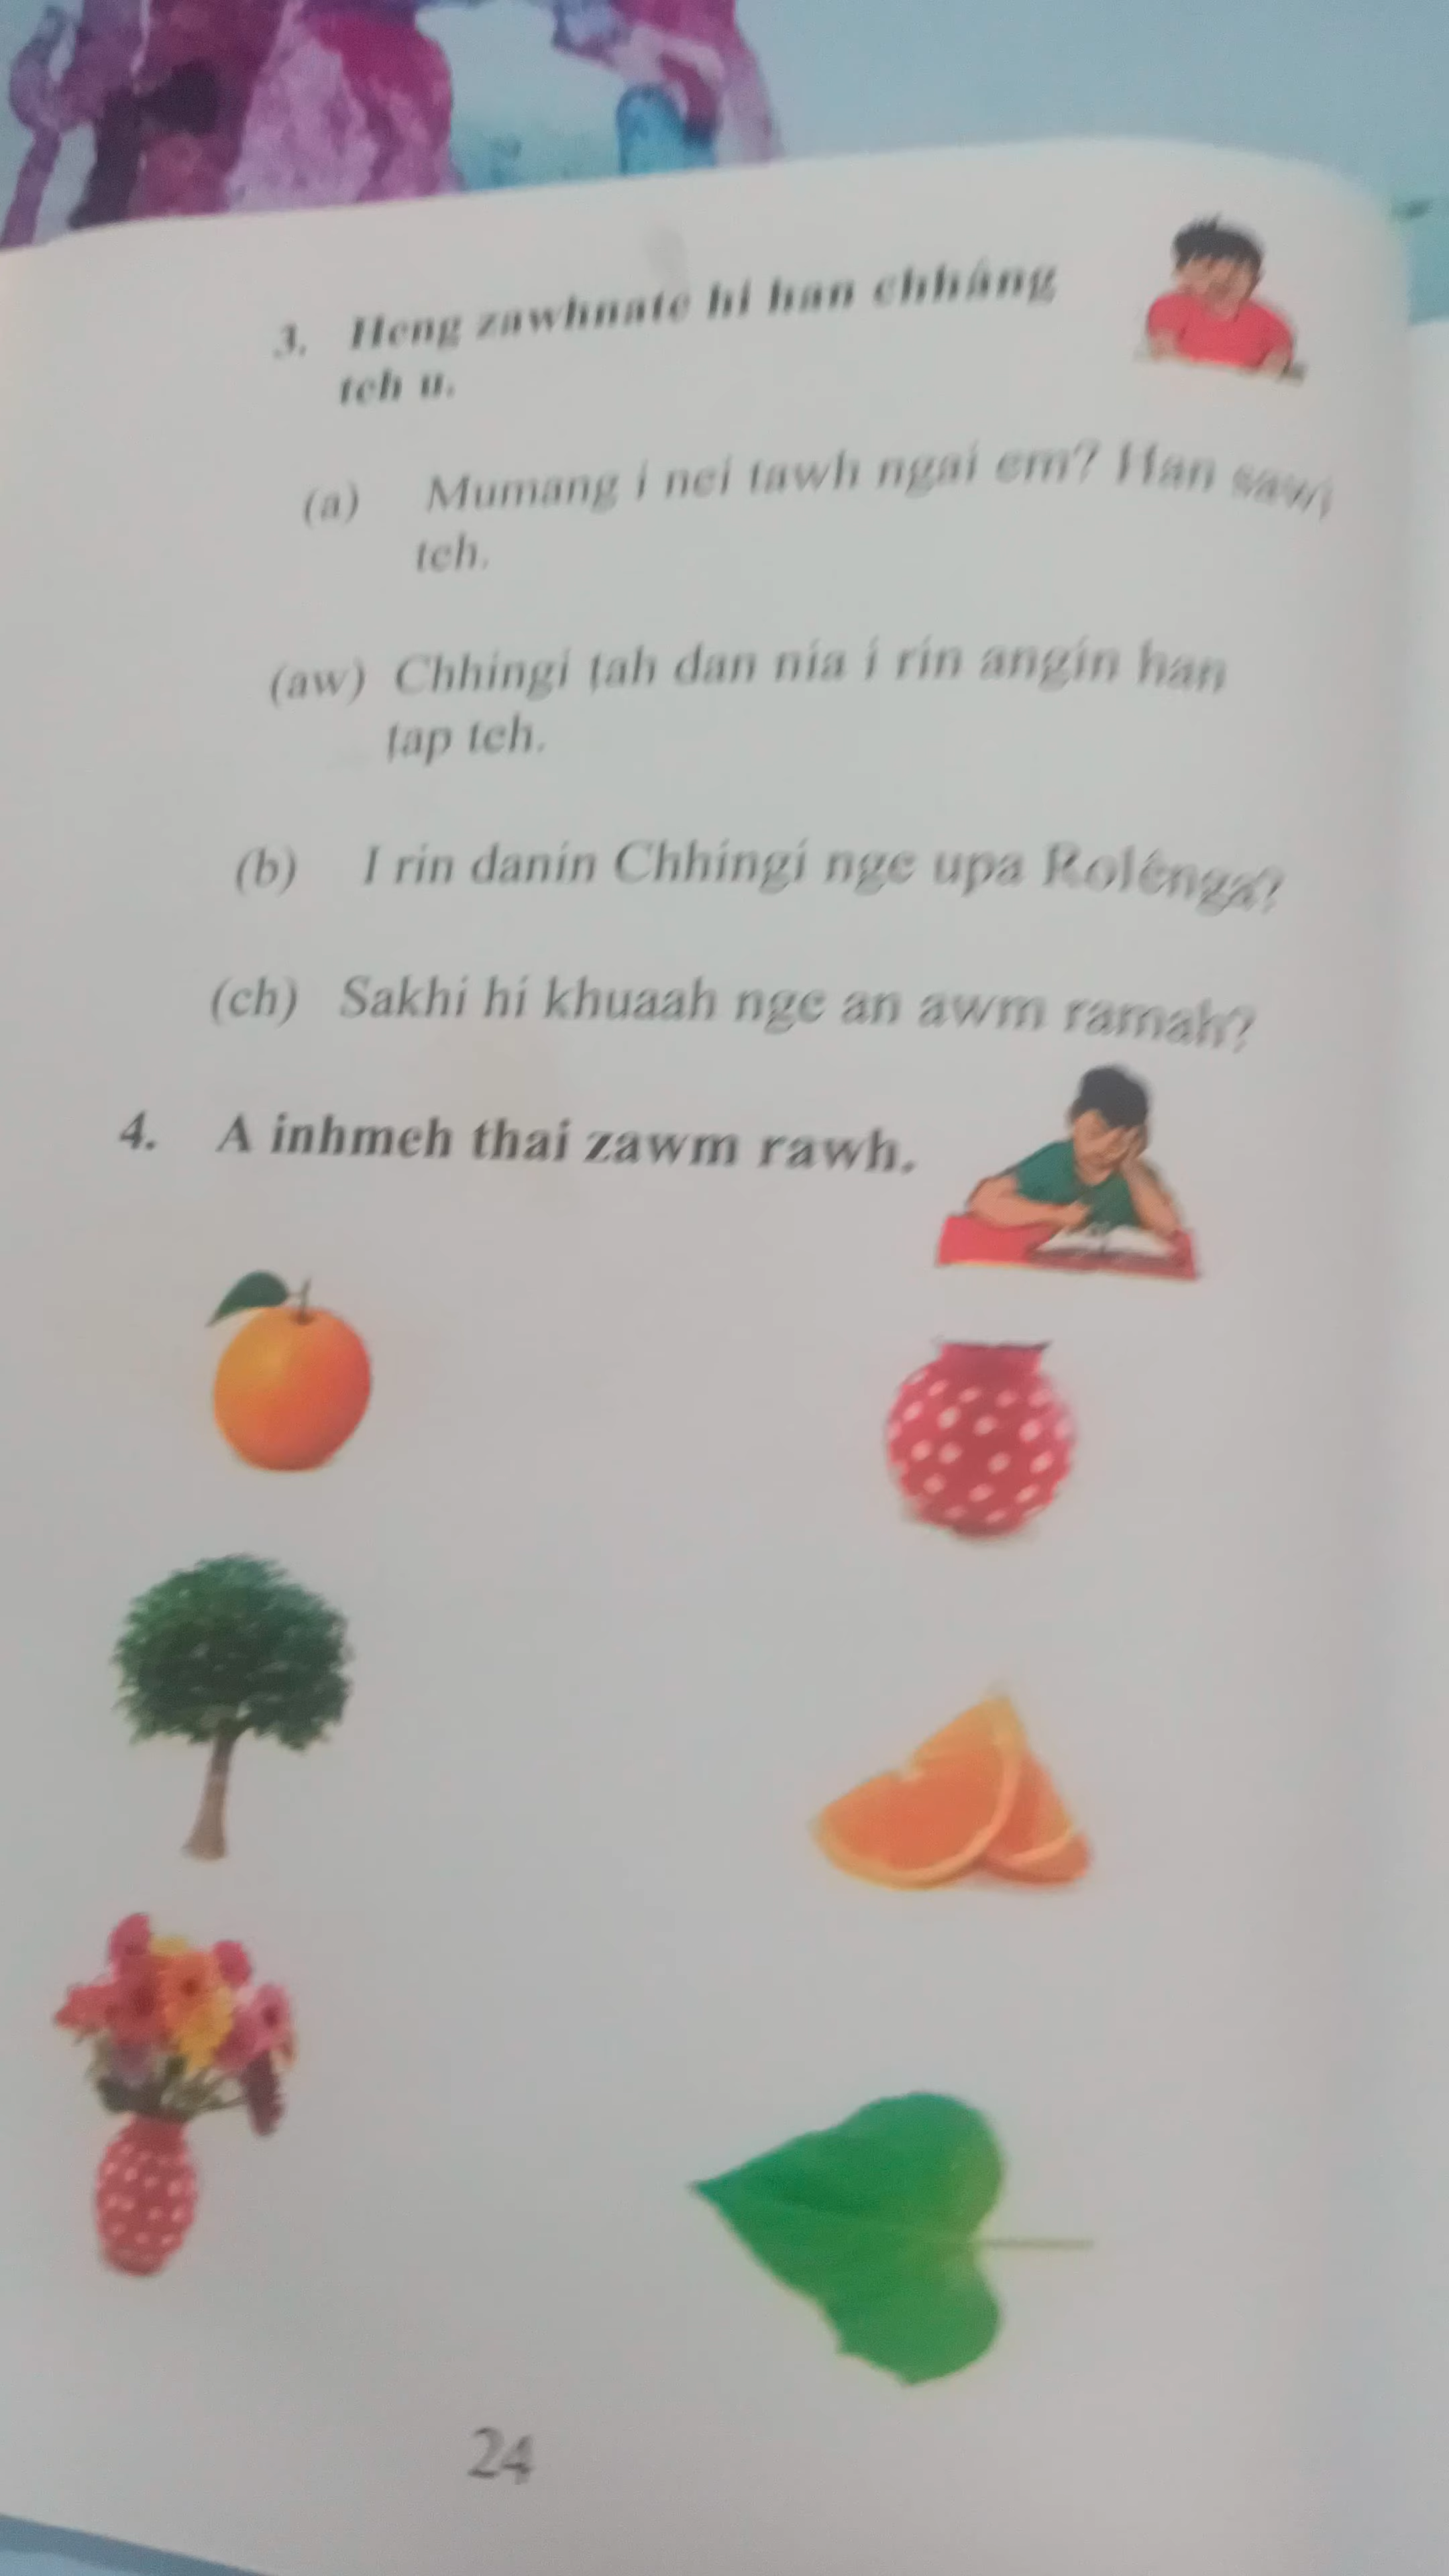 3. Heng zawhnate hi han chhâng
teh u.
(a) Mumang i nei tawh ngai em? Han sawi
teh.
(aw) Chhingi ṭah dan nia i rin angin han
ṭap teh.
(b) I rin danin Chhingi nge upa Rolênga?
(ch) Sakhi hi khuaah nge an awm ramah?
4. A inhmeh thai zawm rawh.
24